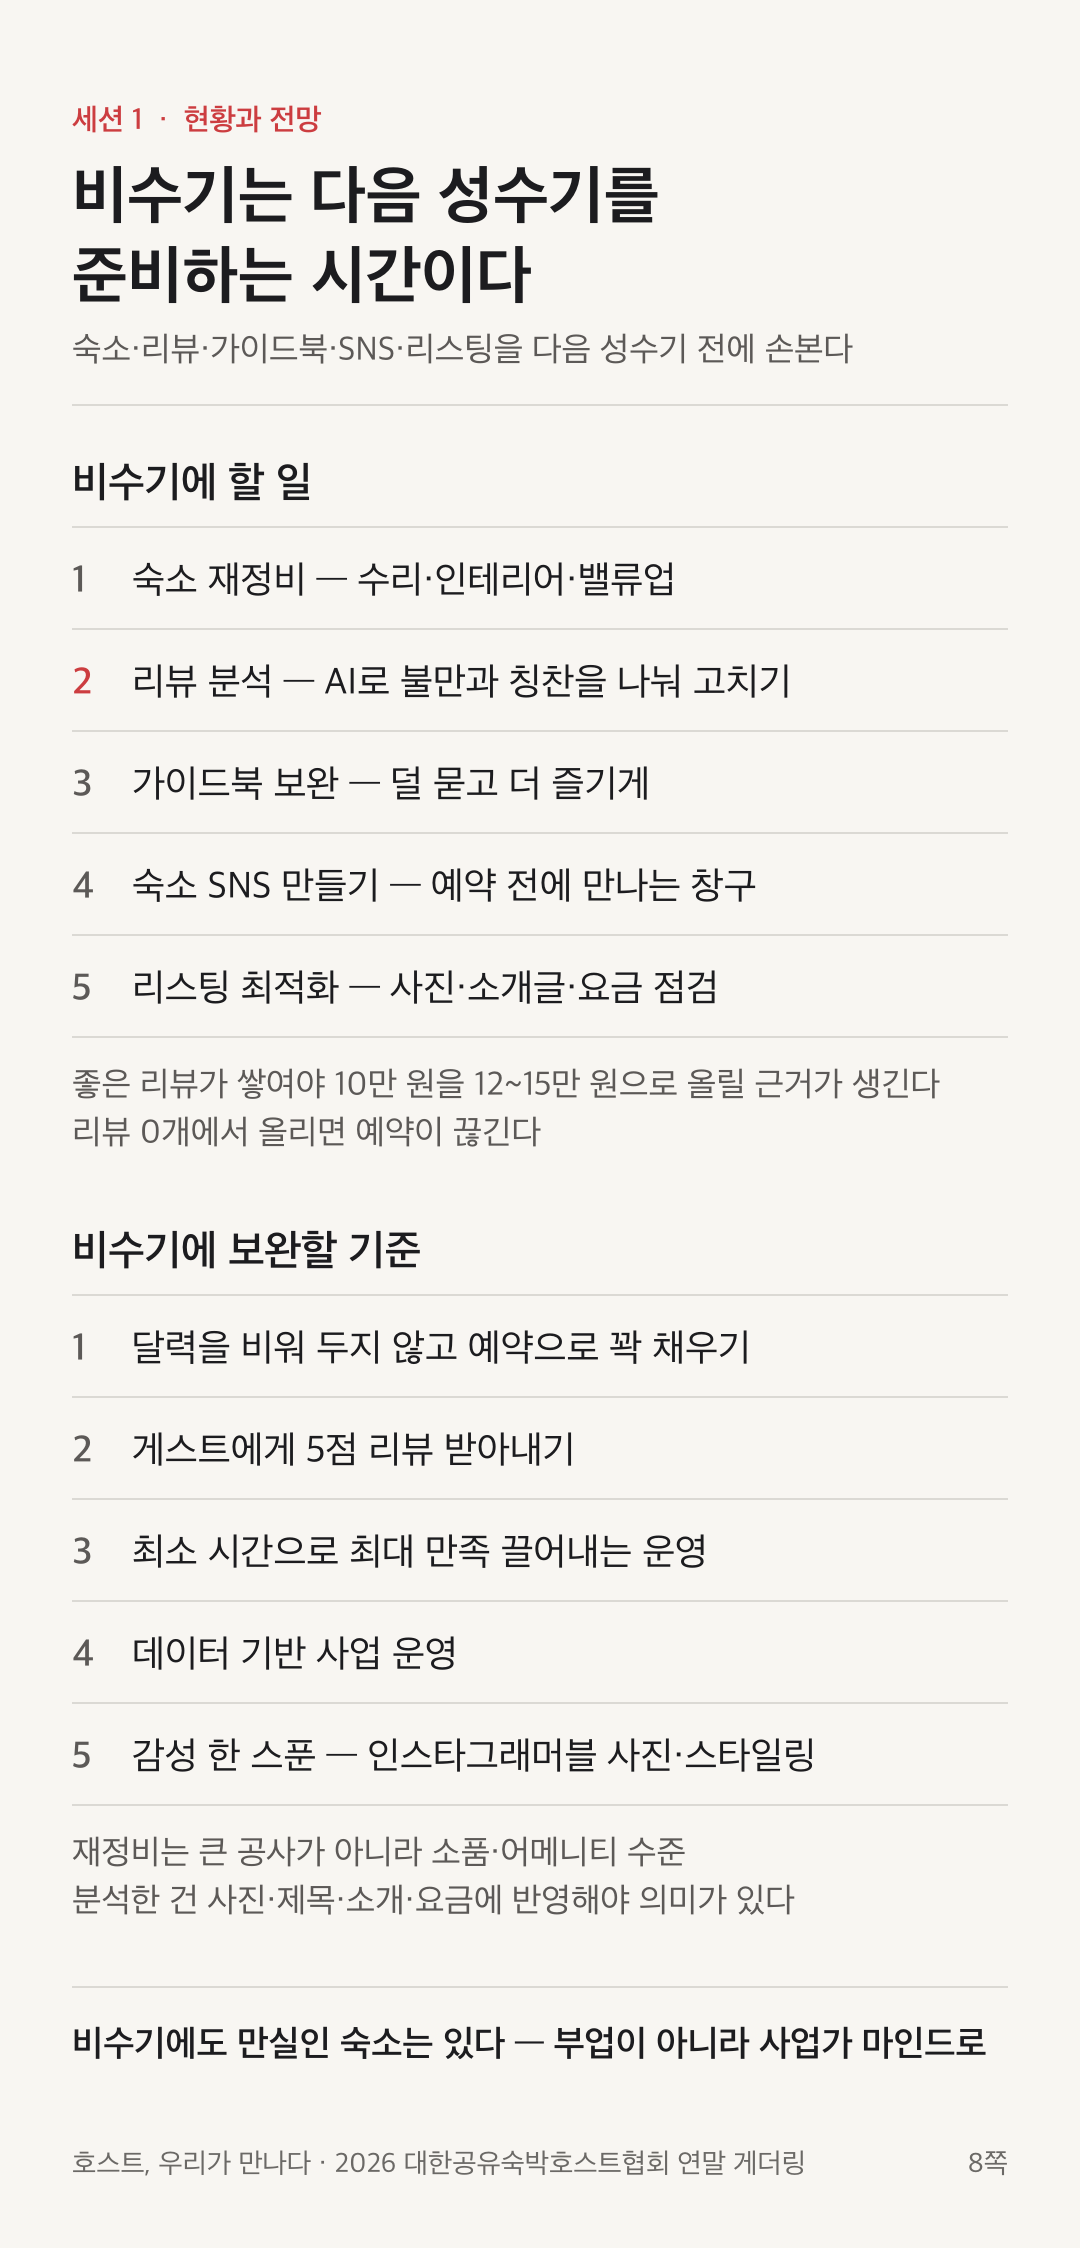 세션 1 · 현황과 전망
비수기는 다음 성수기를
준비하는 시간이다
숙소·리뷰·가이드북·SNS·리스팅을 다음 성수기 전에 손본다
비수기에 할 일
1 숙소 재정비 — 수리·인테리어·밸류업
2 리뷰 분석 — AI로 불만과 칭찬을 나눠 고치기
3 가이드북 보완 — 덜 묻고 더 즐기게
4 숙소 SNS 만들기 — 예약 전에 만나는 창구
5 리스팅 최적화 — 사진·소개글·요금 점검
좋은 리뷰가 쌓여야 10만 원을 12~15만 원으로 올릴 근거가 생긴다
리뷰 0개에서 올리면 예약이 끊긴다
비수기에 보완할 기준
1 달력을 비워 두지 않고 예약으로 꽉 채우기
2 게스트에게 5점 리뷰 받아내기
3 최소 시간으로 최대 만족 끌어내는 운영
4 데이터 기반 사업 운영
5 감성 한 스푼 — 인스타그래머블 사진·스타일링
재정비는 큰 공사가 아니라 소품·어메니티 수준
분석한 건 사진·제목·소개·요금에 반영해야 의미가 있다
비수기에도 만실인 숙소는 있다 — 부업이 아니라 사업가 마인드로
호스트, 우리가 만나다 · 2026 대한공유숙박호스트협회 연말 게더링 8쪽